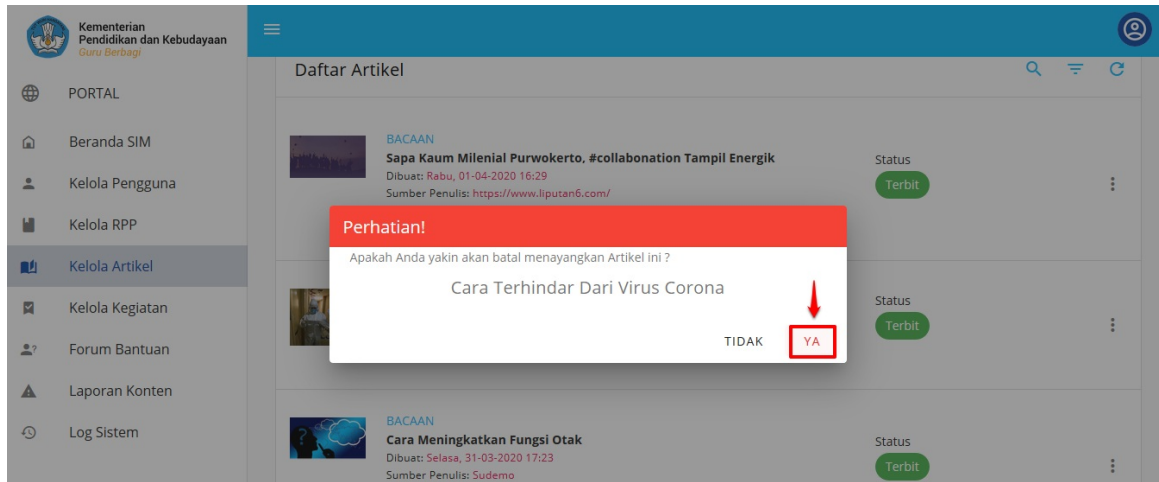 Kementerian
Pendidikan dan Kebudayaan
Guru Berbagi
PORTAL
Beranda SIM
Kelola Pengguna
Kelola RPP
Kelola Artikel
Kelola Kegiatan
Forum Bantuan
Laporan Konten
Log Sistem
Daftar Artikel
BACAAN
Sapa Kaum Milenial Purwokerto, #collabonation Tampil Energik
Dibuat: Rabu, 01-04-2020 16:29
Sumber Penulis: https://www.liputan6.com/
Status
Terbit
Perhatian!
Apakah Anda yakin akan batal menayangkan Artikel ini ?
Cara Terhindar Dari Virus Corona
TIDAK
YA
Status
Terbit
BACAAN
Cara Meningkatkan Fungsi Otak
Dibuat: Selasa, 31-03-2020 17:23
Sumber Penulis: Sudemo
Status
Terbit